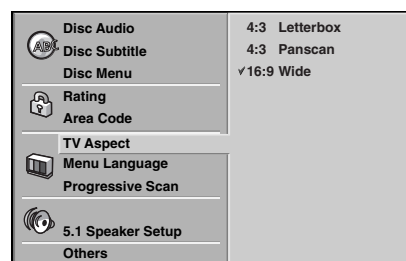 Disc Audio
ABC
Disc Subtitle
Disc Menu
Rating
Area Code
TV Aspect
Menu Language
Progressive Scan
5.1 Speaker Setup
Others
4:3 Letterbox
4:3 Panscan
✓16:9 Wide